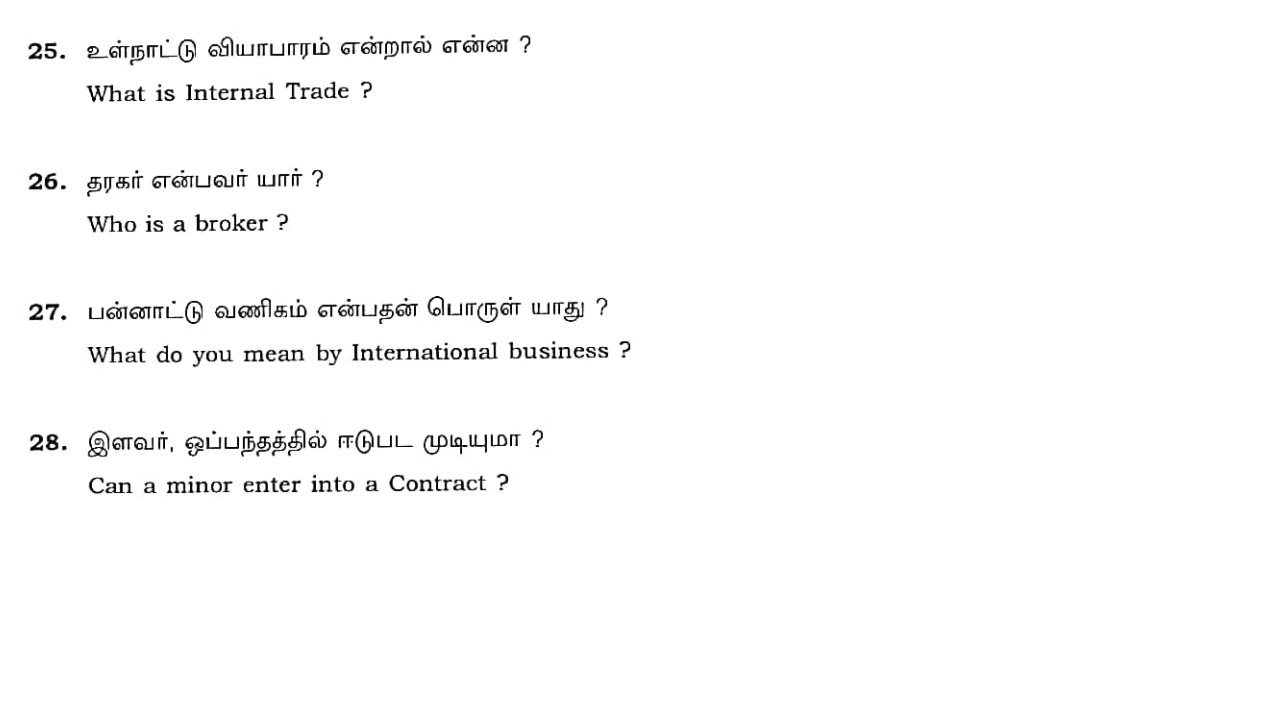 25. உள்நாட்டு வியாபாரம் என்றால் என்ன ?
What is Internal Trade ?
26. தரகர் என்பவர் யார் ?
Who is a broker ?
27. பன்னாட்டு வணிகம் என்பதன் பொருள் யாது ?
What do you mean by International business ?
28. இளவர், ஒப்பந்தத்தில் ஈடுபட முடியுமா ?
Can a minor enter into a Contract ?